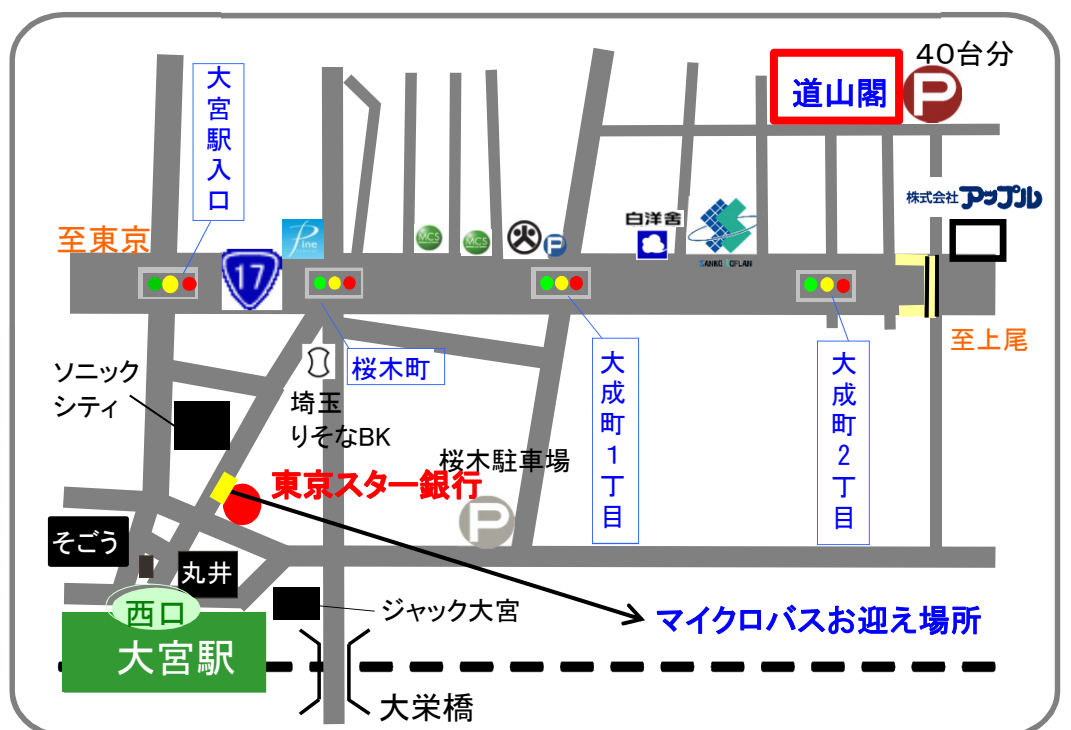 40台分
道山閣
P
大宮駅入口
株式会社アップル
至東京
17
Pine
MCS
MCS
P
白洋舎
SANKO SOFLAN
至上尾
桜木町
大成町1丁目
大成町2丁目
ソニック
シティ
埼玉
りそなBK
桜木駐車場
P
東京スター銀行
そごう
丸井
西口
大宮駅
ジャック大宮
マイクロバスお迎え場所
大栄橋